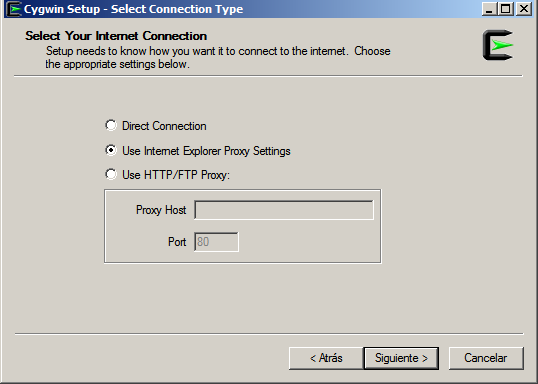 Cygwin Setup - Select Connection Type
Select Your Internet Connection
Setup needs to know how you want it to connect to the internet. Choose
the appropriate settings below.
Direct Connection
Use Internet Explorer Proxy Settings
Use HTTP/FTP Proxy:
Proxy Host
Port 80
< Atrás Siguiente > Cancelar